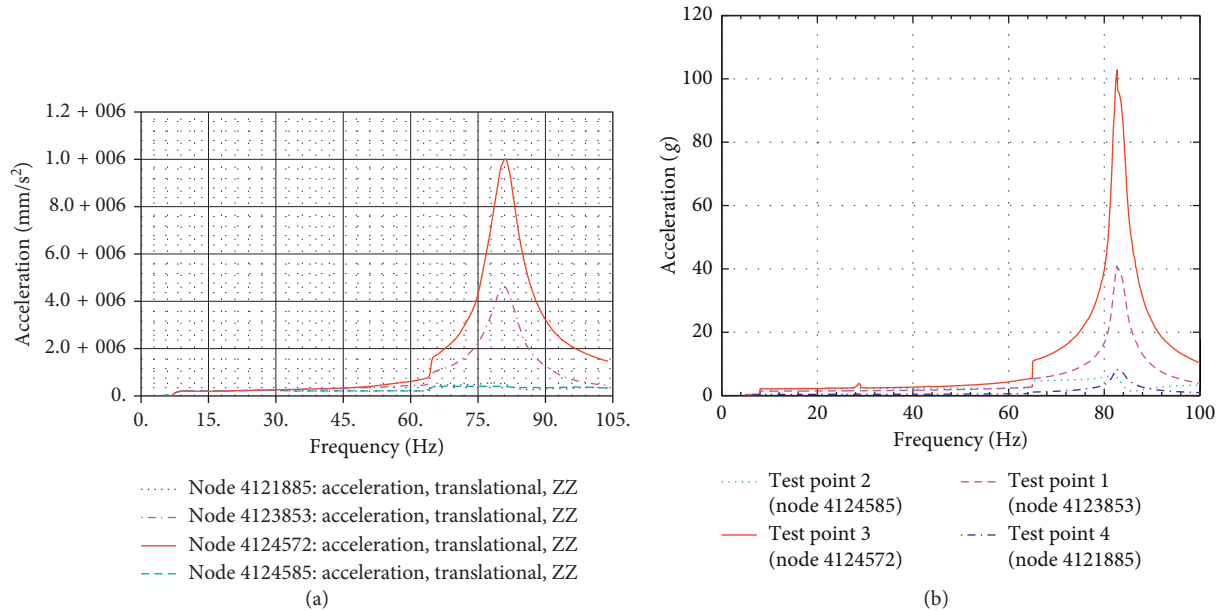 1.2 + 006
1.0 + 006
8.0 + 006
6.0 + 006
4.0 + 006
2.0 + 006
0.
Acceleration (mm/s²)
0. 15. 30. 45. 60. 75. 90. 105.
Frequency (Hz)
Node 4121885: acceleration, translational, ZZ
Node 4123853: acceleration, translational, ZZ
Node 4124572: acceleration, translational, ZZ
Node 4124585: acceleration, translational, ZZ
(a)
120
100
80
60
40
20
0
Acceleration (g)
0 20 40 60 80 100
Frequency (Hz)
Test point 2
(node 4124585)
Test point 3
(node 4124572)
Test point 1
(node 4123853)
Test point 4
(node 4121885)
(b)